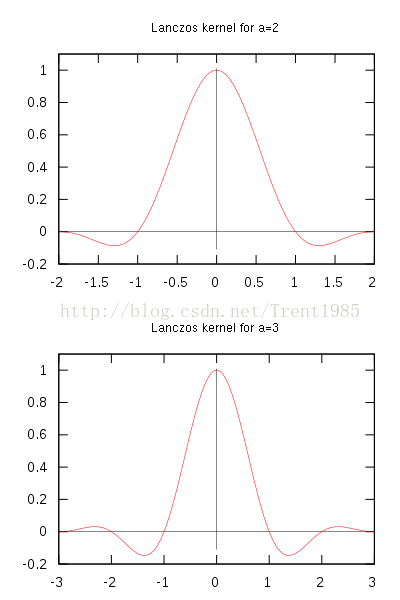 Lanczos kernel for a=2
1
0.8
0.6
0.4
0.2
0
-0.2
-2 -1.5 -1 -0.5 0 0.5 1 1.5 2
http://blog.csdn.net/Trent1985
Lanczos kernel for a=3
1
0.8
0.6
0.4
0.2
0
-0.2
-3 -2 -1 0 1 2 3